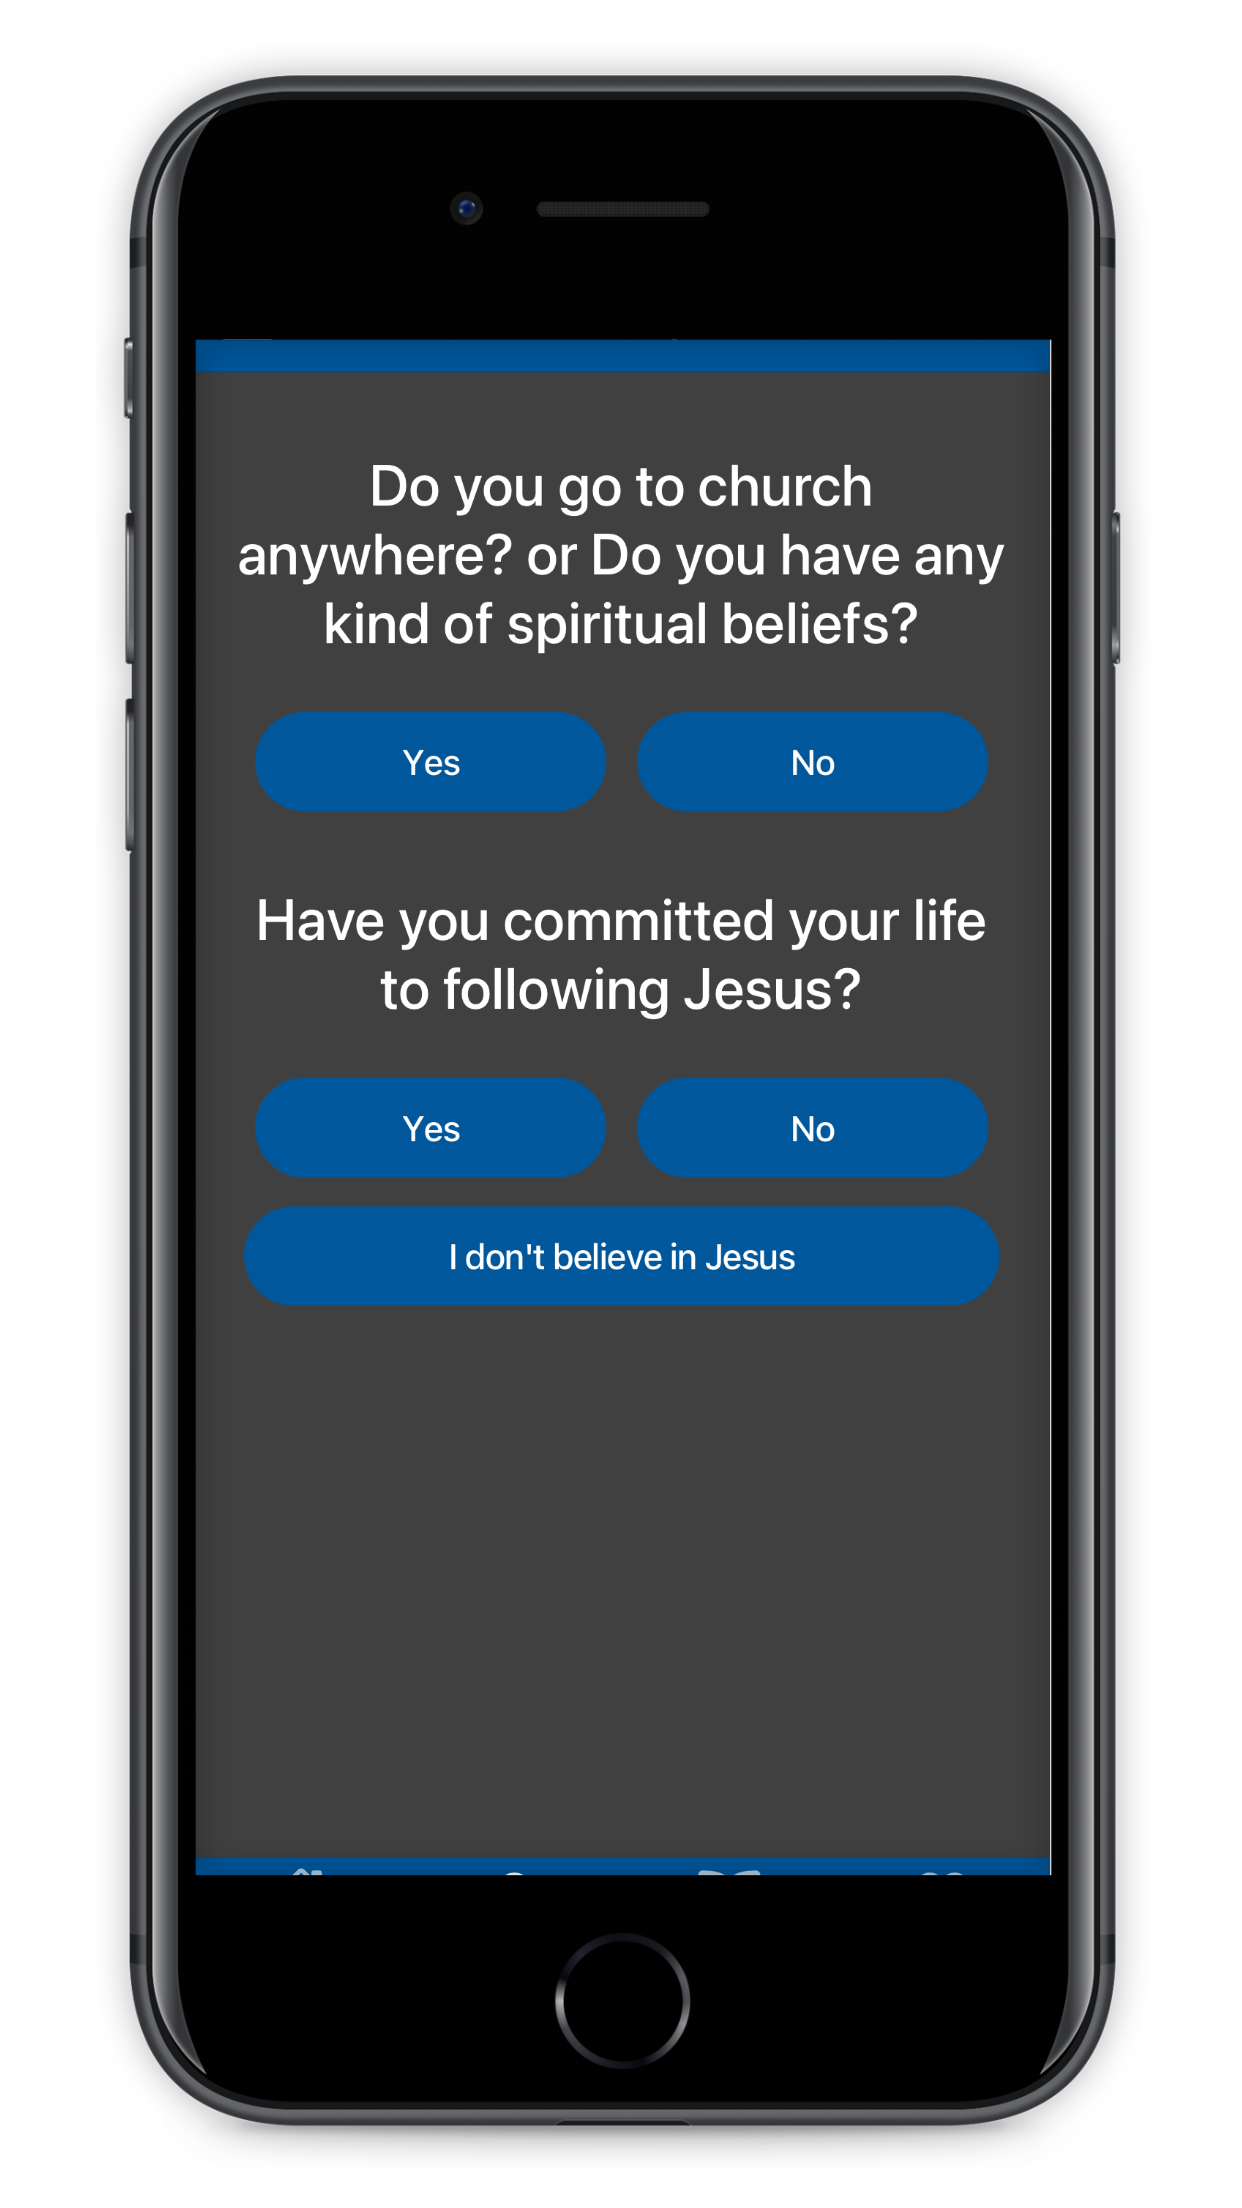 Do you go to church
anywhere? or Do you have any
kind of spiritual beliefs?
Yes
No
Have you committed your life
to following Jesus?
Yes
No
I don't believe in Jesus